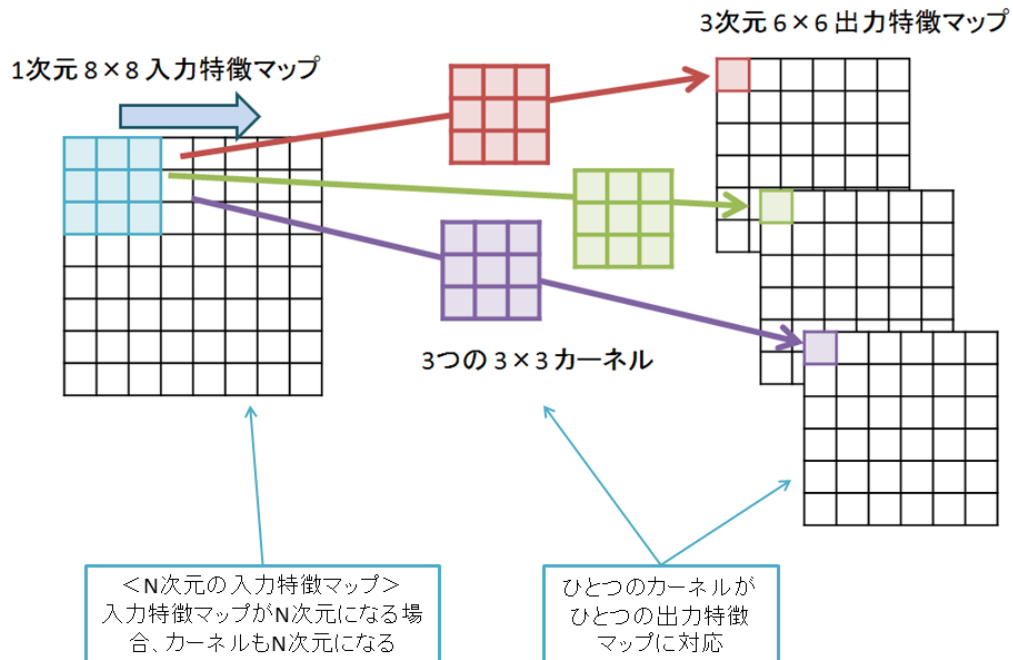 3次元 6×6 出力特徴マップ
1次元 8×8 入力特徴マップ
3つの 3×3 カーネル
＜N次元の入力特徴マップ＞
入力特徴マップがN次元になる場
合、カーネルもN次元になる
ひとつのカーネルが
ひとつの出力特徴
マップに対応